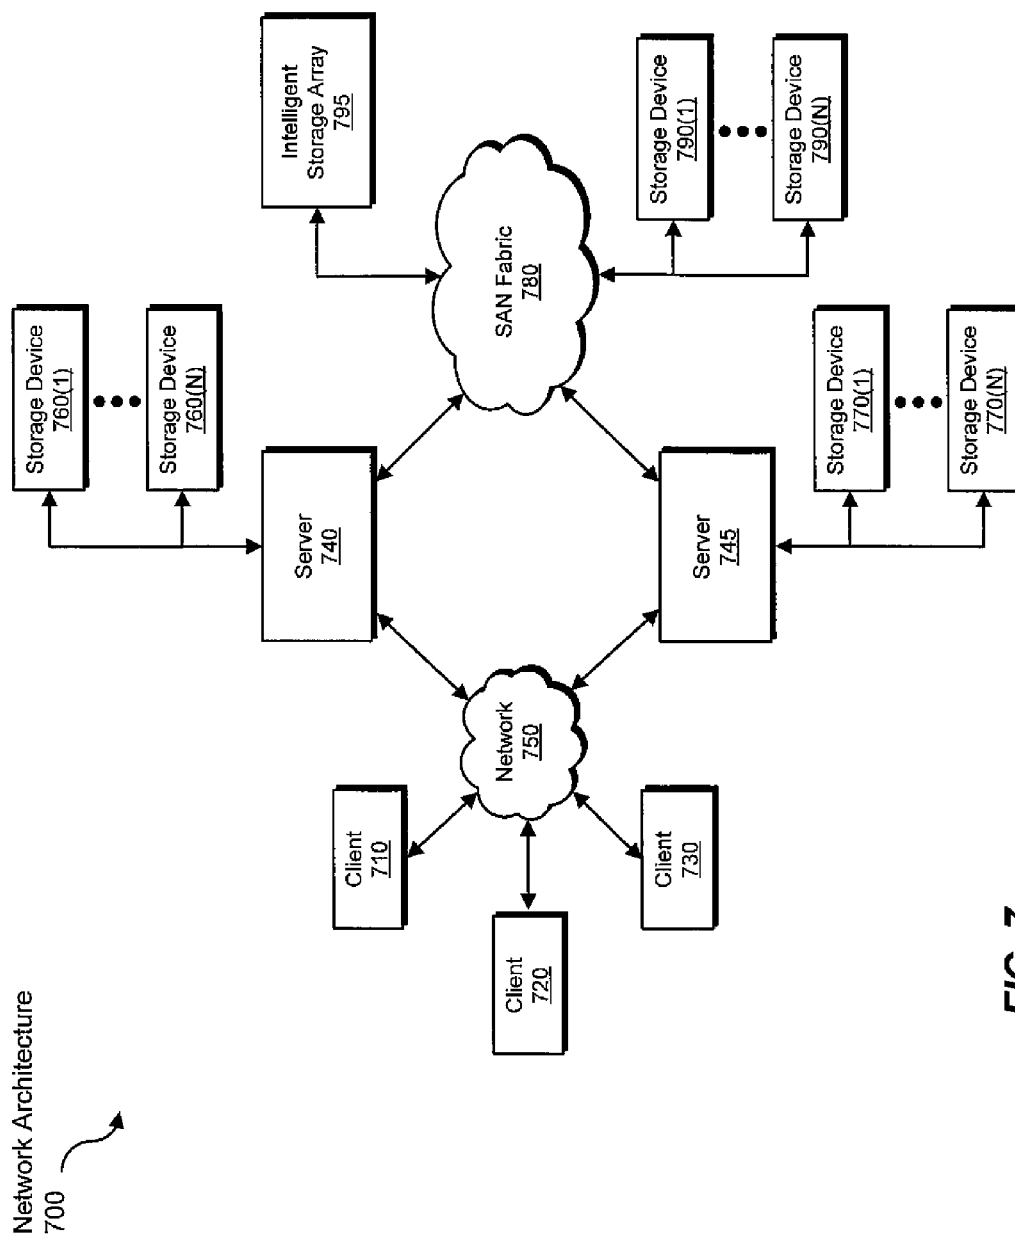 Network Architecture
700
Client
710
Client
720
Client
730
Network
750
Server
740
Server
745
Storage Device
760(1)
Storage Device
760(N)
Storage Device
770(1)
Storage Device
770(N)
SAN Fabric
780
Intelligent
Storage Array
795
Storage Device
790(1)
Storage Device
790(N)
FIG. 7